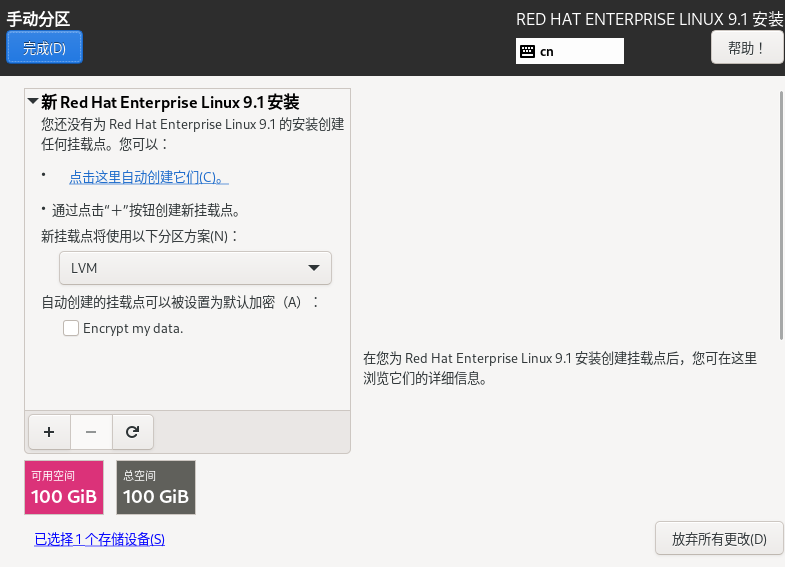 手动分区
RED HAT ENTERPRISE LINUX 9.1 安装
完成(D)
cn
帮助！
新 Red Hat Enterprise Linux 9.1 安装
您还没有为 Red Hat Enterprise Linux 9.1 的安装创建
任何挂载点。您可以：
• 点击这里自动创建它们(C)。
• 通过点击“＋”按钮创建新挂载点。
新挂载点将使用以下分区方案(N)：
LVM
自动创建的挂载点可以被设置为默认加密（A）：
Encrypt my data.
在您为 Red Hat Enterprise Linux 9.1 安装创建挂载点后，您可在这里
浏览它们的详细信息。
可用空间
100 GiB
总空间
100 GiB
已选择 1 个存储设备(S)
放弃所有更改(D)